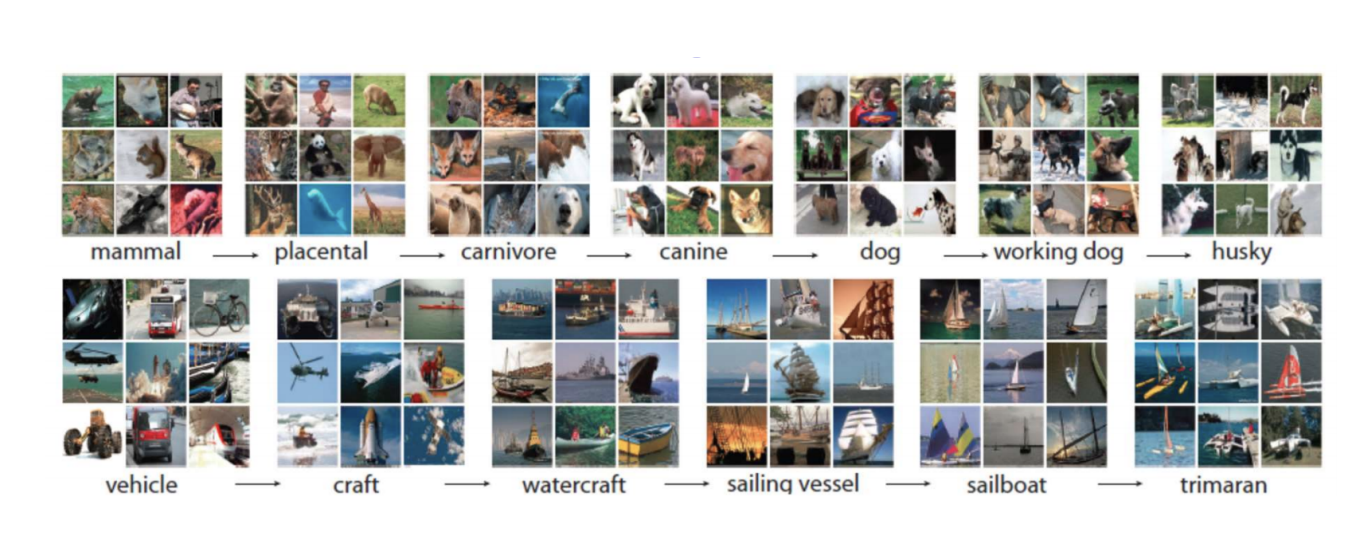 mammal → placental → carnivore → canine → dog → working dog → husky
vehicle → craft → watercraft → sailing vessel → sailboat → trimaran